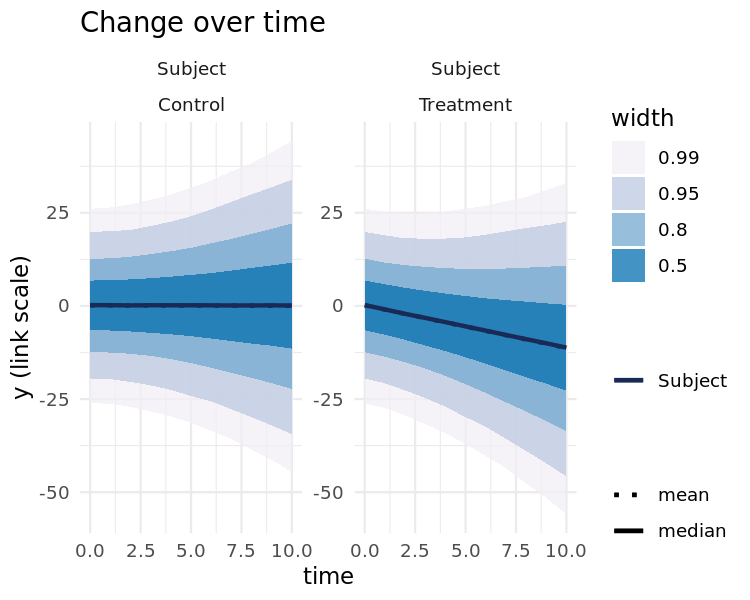 Change over time
Subject
Subject
Control
Treatment
y (link scale)
25
0
-25
-50
25
0
-25
-50
0.0 2.5 5.0 7.5 10.0
0.0 2.5 5.0 7.5 10.0
time
width
0.99
0.95
0.8
0.5
Subject
mean
median